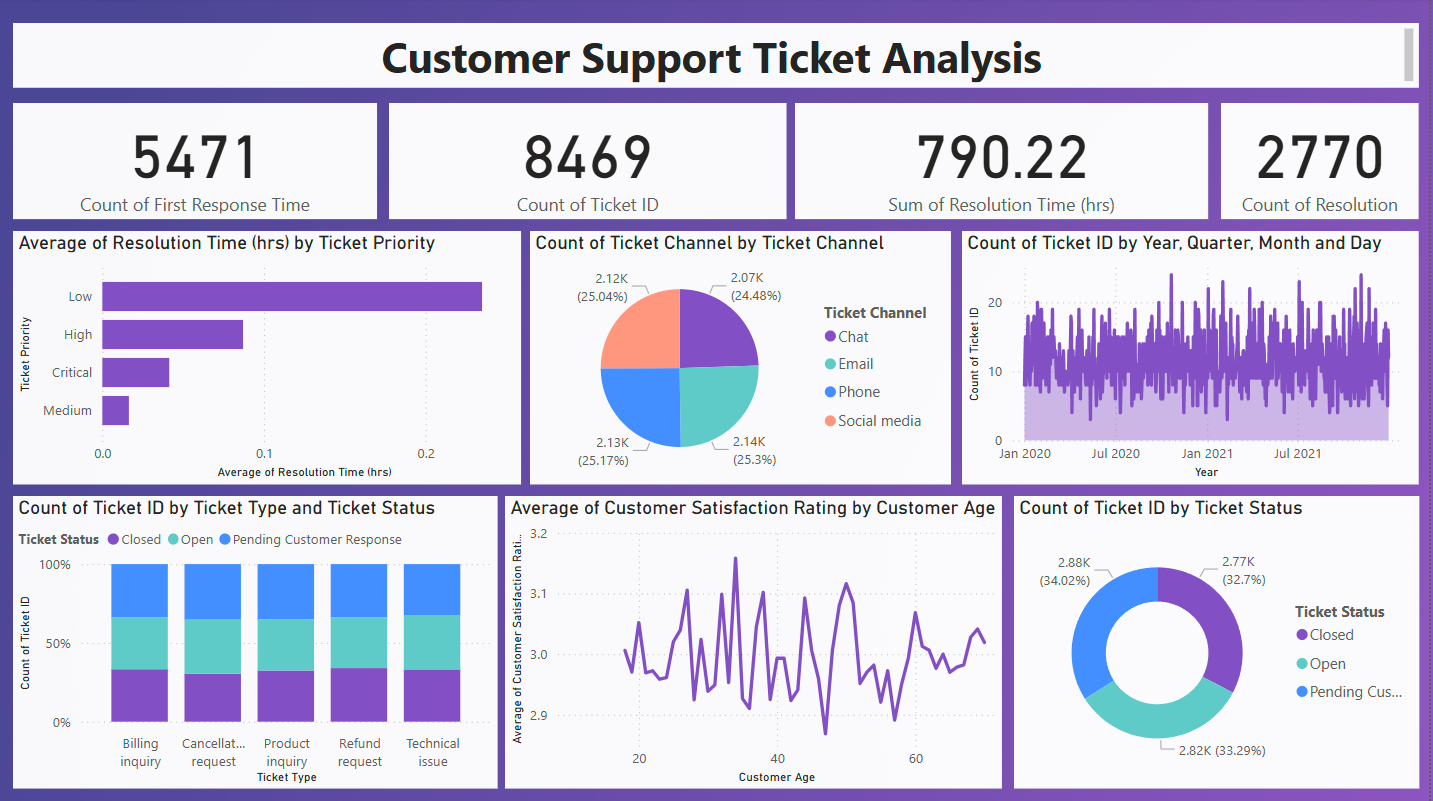 Customer Support Ticket Analysis
5471
Count of First Response Time
8469
Count of Ticket ID
790.22
Sum of Resolution Time (hrs)
2770
Count of Resolution
Average of Resolution Time (hrs) by Ticket Priority
Ticket Priority
Low
High
Critical
Medium
0.0
0.1
0.2
Average of Resolution Time (hrs)
Count of Ticket Channel by Ticket Channel
2.12K
(25.04%)
2.07K
(24.48%)
2.13K
(25.17%)
2.14K
(25.3%)
Ticket Channel
Chat
Email
Phone
Social media
Count of Ticket ID by Year, Quarter, Month and Day
Count of Ticket ID
20
10
0
Jan 2020
Jul 2020
Jan 2021
Jul 2021
Year
Count of Ticket ID by Ticket Type and Ticket Status
Ticket Status
Closed
Open
Pending Customer Response
Count of Ticket ID
100%
50%
0%
Billing
inquiry
Cancellat...
request
Product
inquiry
Refund
request
Technical
issue
Ticket Type
Average of Customer Satisfaction Rating by Customer Age
Average of Customer Satisfaction Rati...
3.2
3.1
3.0
2.9
20
40
60
Customer Age
Count of Ticket ID by Ticket Status
2.88K
(34.02%)
2.77K
(32.7%)
2.82K (33.29%)
Ticket Status
Closed
Open
Pending Cus...